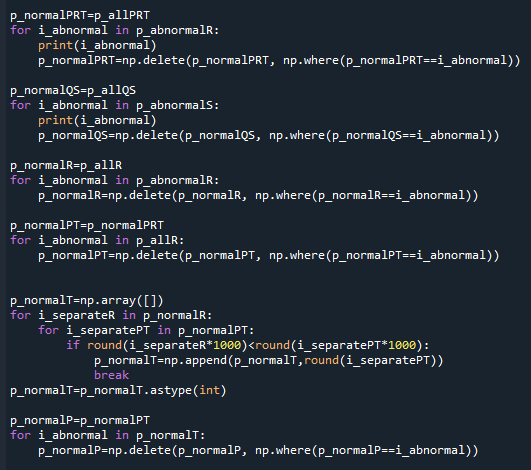 p_normalPRT=p_allPRT
for i_abnormal in p_abnormalR:
    print(i_abnormal)
    p_normalPRT=np.delete(p_normalPRT, np.where(p_normalPRT==i_abnormal))
p_normalQS=p_allQS
for i_abnormal in p_abnormalS:
    print(i_abnormal)
    p_normalQS=np.delete(p_normalQS, np.where(p_normalQS==i_abnormal))
p_normalR=p_allR
for i_abnormal in p_abnormalR:
    p_normalR=np.delete(p_normalR, np.where(p_normalR==i_abnormal))
p_normalPT=p_normalPRT
for i_abnormal in p_allR:
    p_normalPT=np.delete(p_normalPT, np.where(p_normalPT==i_abnormal))
p_normalT=np.array([])
for i_separateR in p_normalR:
    for i_separatePT in p_normalPT:
        if round(i_separateR*1000)<round(i_separatePT*1000):
            p_normalT=np.append(p_normalT,round(i_separatePT))
            break
p_normalT=p_normalT.astype(int)
p_normalP=p_normalPT
for i_abnormal in p_normalT:
    p_normalP=np.delete(p_normalP, np.where(p_normalP==i_abnormal))